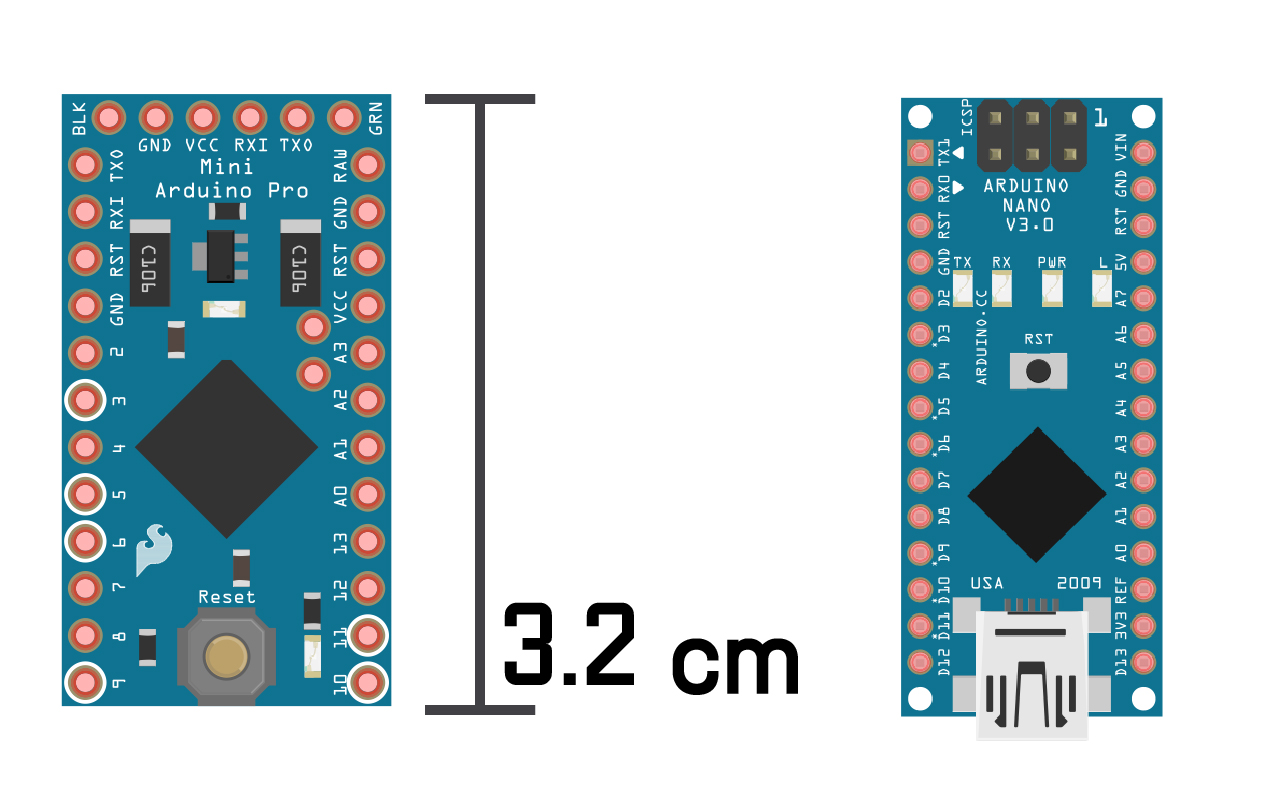 BLK
GND VCC RXI TXO
GRN
Mini
Arduino Pro
TXO
RXI
RST
GND
2
3
4
5
6
7
8
9
RAW
GND
RST
VCC
A3
A2
A1
A0
13
12
11
10
C106
C106
Reset
3.2 cm
ICSP
1
ARDUINO
NANO
V3.0
TX1
RX0
RST
GND
D2
*D3
D4
*D5
*D6
D7
D8
*D9
*D10
*D11
D12
VIN
GND
RST
5V
A7
A6
A5
A4
A3
A2
A1
A0
REF
3V3
D13
TX RX PWR L
ARDUINO.CC
RST
USA 2009